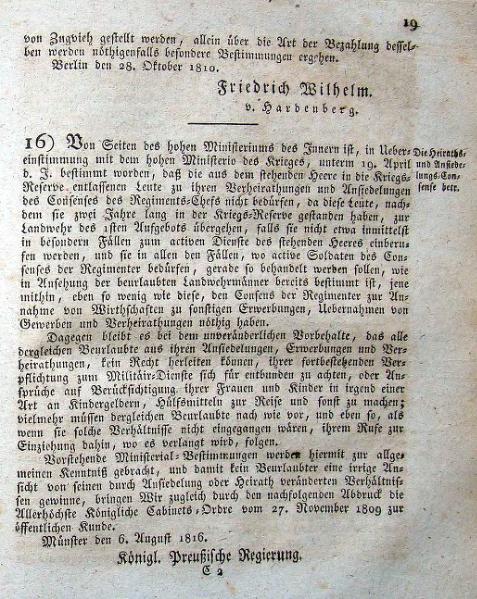 19
von Zugvieh gestellt werden, allein über die Art der Bezahlung dessel-
ben werden nöthigenfalls besondere Bestimmungen ergehen.
Berlin den 28. Oktober 1810.
Friedrich Wilhelm.
v. Hardenberg.
16) Von Seiten des hohen Ministeriums des Innern ist, in Ueber-
einstimmung mit dem hohen Ministerio des Krieges, unterm 19. April
d. J. bestimmt worden, daß die aus dem stehenden Heere in die Kriegs-
Reserve entlassenen Leute zu ihren Verheirathungen und Ansiedelungen
des Consenses des Regiments-Chefs nicht bedürfen, da diese Leute, nach-
dem sie zwei Jahre lang in der Kriegs-Reserve gestanden haben, zur
Landwehr des 1sten Aufgebots übergehen, falls sie nicht etwa inmittelst
in besondern Fällen zum activen Dienste des stehenden Heeres einberu-
fen werden, und sie in allen den Fällen, wo active Soldaten des Con-
senses der Regimenter bedürfen, gerade so behandelt werden sollen, wie
in Ansehung der beurlaubten Landwehrmänner bereits bestimmt ist, jene
mithin, eben so wenig wie diese, den Consens der Regimenter zur An-
nahme von Wirthschaften zu sonstigen Erwerbungen, Uebernahmen von
Gewerben und Verheirathungen nöthig haben.
Die Heiraths-
und Ansiede-
lungs-Con-
sense betr.
Dagegen bleibt es bei dem unveränderlichen Vorbehalte, das alle
dergleichen Beurlaubte aus ihren Ansiedelungen, Erwerbungen und Ver-
heirathungen, kein Recht herleiten können, ihrer fortbestehenden Ver-
pflichtung zum Militair-Dienste sich für entbunden zu achten, oder An-
sprüche auf Berücksichtigung ihrer Frauen und Kinder in irgend einer
Art an Kindergeldern, Hülfsmitteln zur Reise und sonst zu machen;
vielmehr müssen dergleichen Beurlaubte nach wie vor, und eben so, als
wenn sie solche Verhältnisse nicht eingegangen wären, ihrem Rufe zur
Einziehung dahin, wo es verlangt wird, folgen.
Vorstehende Ministerial-Bestimmungen werden hiermit zur allge-
meinen Kenntniß gebracht, und damit kein Beurlaubter eine irrige An-
sicht von seinen durch Ansiedelung oder Heirath veränderten Verhältnis-
sen gewinne, bringen Wir zugleich durch den nachfolgenden Abdruck die
Allerhöchste Königliche Cabinets-Ordre vom 27. November 1809 zur
öffentlichen Kunde.
Münster den 6. August 1816.
Königl. Preußische Regierung.
C 2